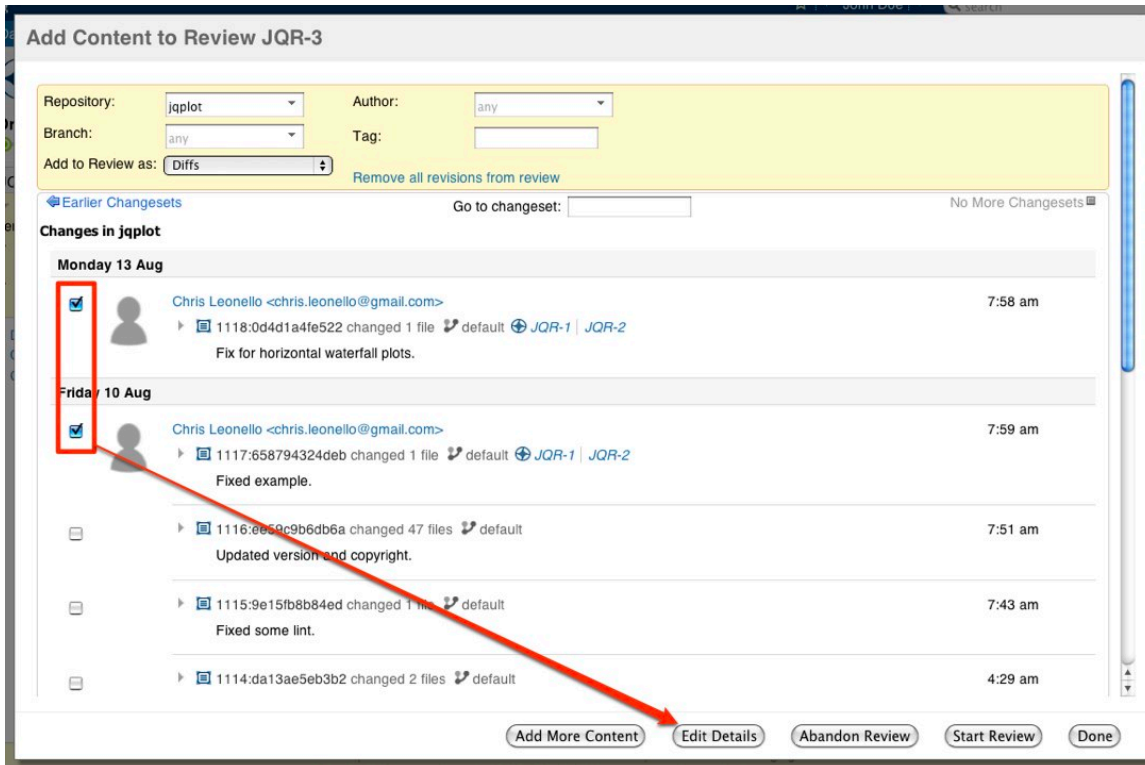 John Doe
search
Add Content to Review JQR-3
Repository: jqplot Author: any
Branch: any Tag:
Add to Review as: Diffs
Remove all revisions from review
Earlier Changesets Go to changeset: No More Changesets
Changes in jqplot
Monday 13 Aug
Chris Leonello <chris.leonello@gmail.com> 7:58 am
1118:0d4d1a4fe522 changed 1 file default JQR-1 JQR-2
Fix for horizontal waterfall plots.
Friday 10 Aug
Chris Leonello <chris.leonello@gmail.com> 7:59 am
1117:658794324deb changed 1 file default JQR-1 JQR-2
Fixed example.
1116:ee59c9b6db6a changed 47 files default 7:51 am
Updated version and copyright.
1115:9e15fb8b84ed changed 1 file default 7:43 am
Fixed some lint.
1114:da13ae5eb3b2 changed 2 files default 4:29 am
Add More Content Edit Details Abandon Review Start Review Done